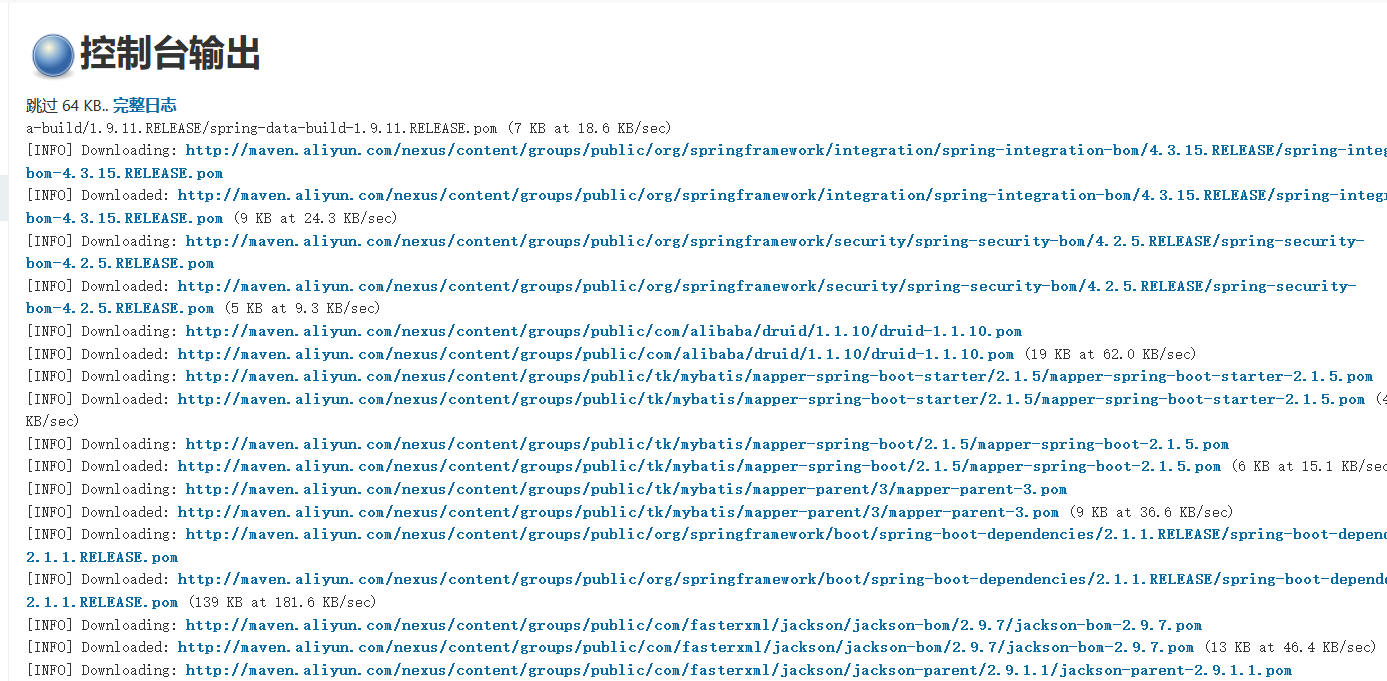 控制台输出
跳过 64 KB.. 完整日志
a-build/1.9.11.RELEASE/spring-data-build-1.9.11.RELEASE.pom (7 KB at 18.6 KB/sec)
[INFO] Downloading: http://maven.aliyun.com/nexus/content/groups/public/org/springframework/integration/spring-integration-bom/4.3.15.RELEASE/spring-integ
bom-4.3.15.RELEASE.pom
[INFO] Downloaded: http://maven.aliyun.com/nexus/content/groups/public/org/springframework/integration/spring-integration-bom/4.3.15.RELEASE/spring-integr
bom-4.3.15.RELEASE.pom (9 KB at 24.3 KB/sec)
[INFO] Downloading: http://maven.aliyun.com/nexus/content/groups/public/org/springframework/security/spring-security-bom/4.2.5.RELEASE/spring-security-
bom-4.2.5.RELEASE.pom
[INFO] Downloaded: http://maven.aliyun.com/nexus/content/groups/public/org/springframework/security/spring-security-bom/4.2.5.RELEASE/spring-security-
bom-4.2.5.RELEASE.pom (5 KB at 9.3 KB/sec)
[INFO] Downloading: http://maven.aliyun.com/nexus/content/groups/public/com/alibaba/druid/1.1.10/druid-1.1.10.pom
[INFO] Downloaded: http://maven.aliyun.com/nexus/content/groups/public/com/alibaba/druid/1.1.10/druid-1.1.10.pom (19 KB at 62.0 KB/sec)
[INFO] Downloading: http://maven.aliyun.com/nexus/content/groups/public/tk/mybatis/mapper-spring-boot-starter/2.1.5/mapper-spring-boot-starter-2.1.5.pom
[INFO] Downloaded: http://maven.aliyun.com/nexus/content/groups/public/tk/mybatis/mapper-spring-boot-starter/2.1.5/mapper-spring-boot-starter-2.1.5.pom (4
KB/sec)
[INFO] Downloading: http://maven.aliyun.com/nexus/content/groups/public/tk/mybatis/mapper-spring-boot/2.1.5/mapper-spring-boot-2.1.5.pom
[INFO] Downloaded: http://maven.aliyun.com/nexus/content/groups/public/tk/mybatis/mapper-spring-boot/2.1.5/mapper-spring-boot-2.1.5.pom (6 KB at 15.1 KB/sec
[INFO] Downloading: http://maven.aliyun.com/nexus/content/groups/public/tk/mybatis/mapper-parent/3/mapper-parent-3.pom
[INFO] Downloaded: http://maven.aliyun.com/nexus/content/groups/public/tk/mybatis/mapper-parent/3/mapper-parent-3.pom (9 KB at 36.6 KB/sec)
[INFO] Downloading: http://maven.aliyun.com/nexus/content/groups/public/org/springframework/boot/spring-boot-dependencies/2.1.1.RELEASE/spring-boot-depend
2.1.1.RELEASE.pom
[INFO] Downloaded: http://maven.aliyun.com/nexus/content/groups/public/org/springframework/boot/spring-boot-dependencies/2.1.1.RELEASE/spring-boot-depende
2.1.1.RELEASE.pom (139 KB at 181.6 KB/sec)
[INFO] Downloading: http://maven.aliyun.com/nexus/content/groups/public/com/fasterxml/jackson/jackson-bom/2.9.7/jackson-bom-2.9.7.pom
[INFO] Downloaded: http://maven.aliyun.com/nexus/content/groups/public/com/fasterxml/jackson/jackson-bom/2.9.7/jackson-bom-2.9.7.pom (13 KB at 46.4 KB/sec)
[INFO] Downloading: http://maven.aliyun.com/nexus/content/groups/public/com/fasterxml/jackson/jackson-parent/2.9.1.1/jackson-parent-2.9.1.1.pom